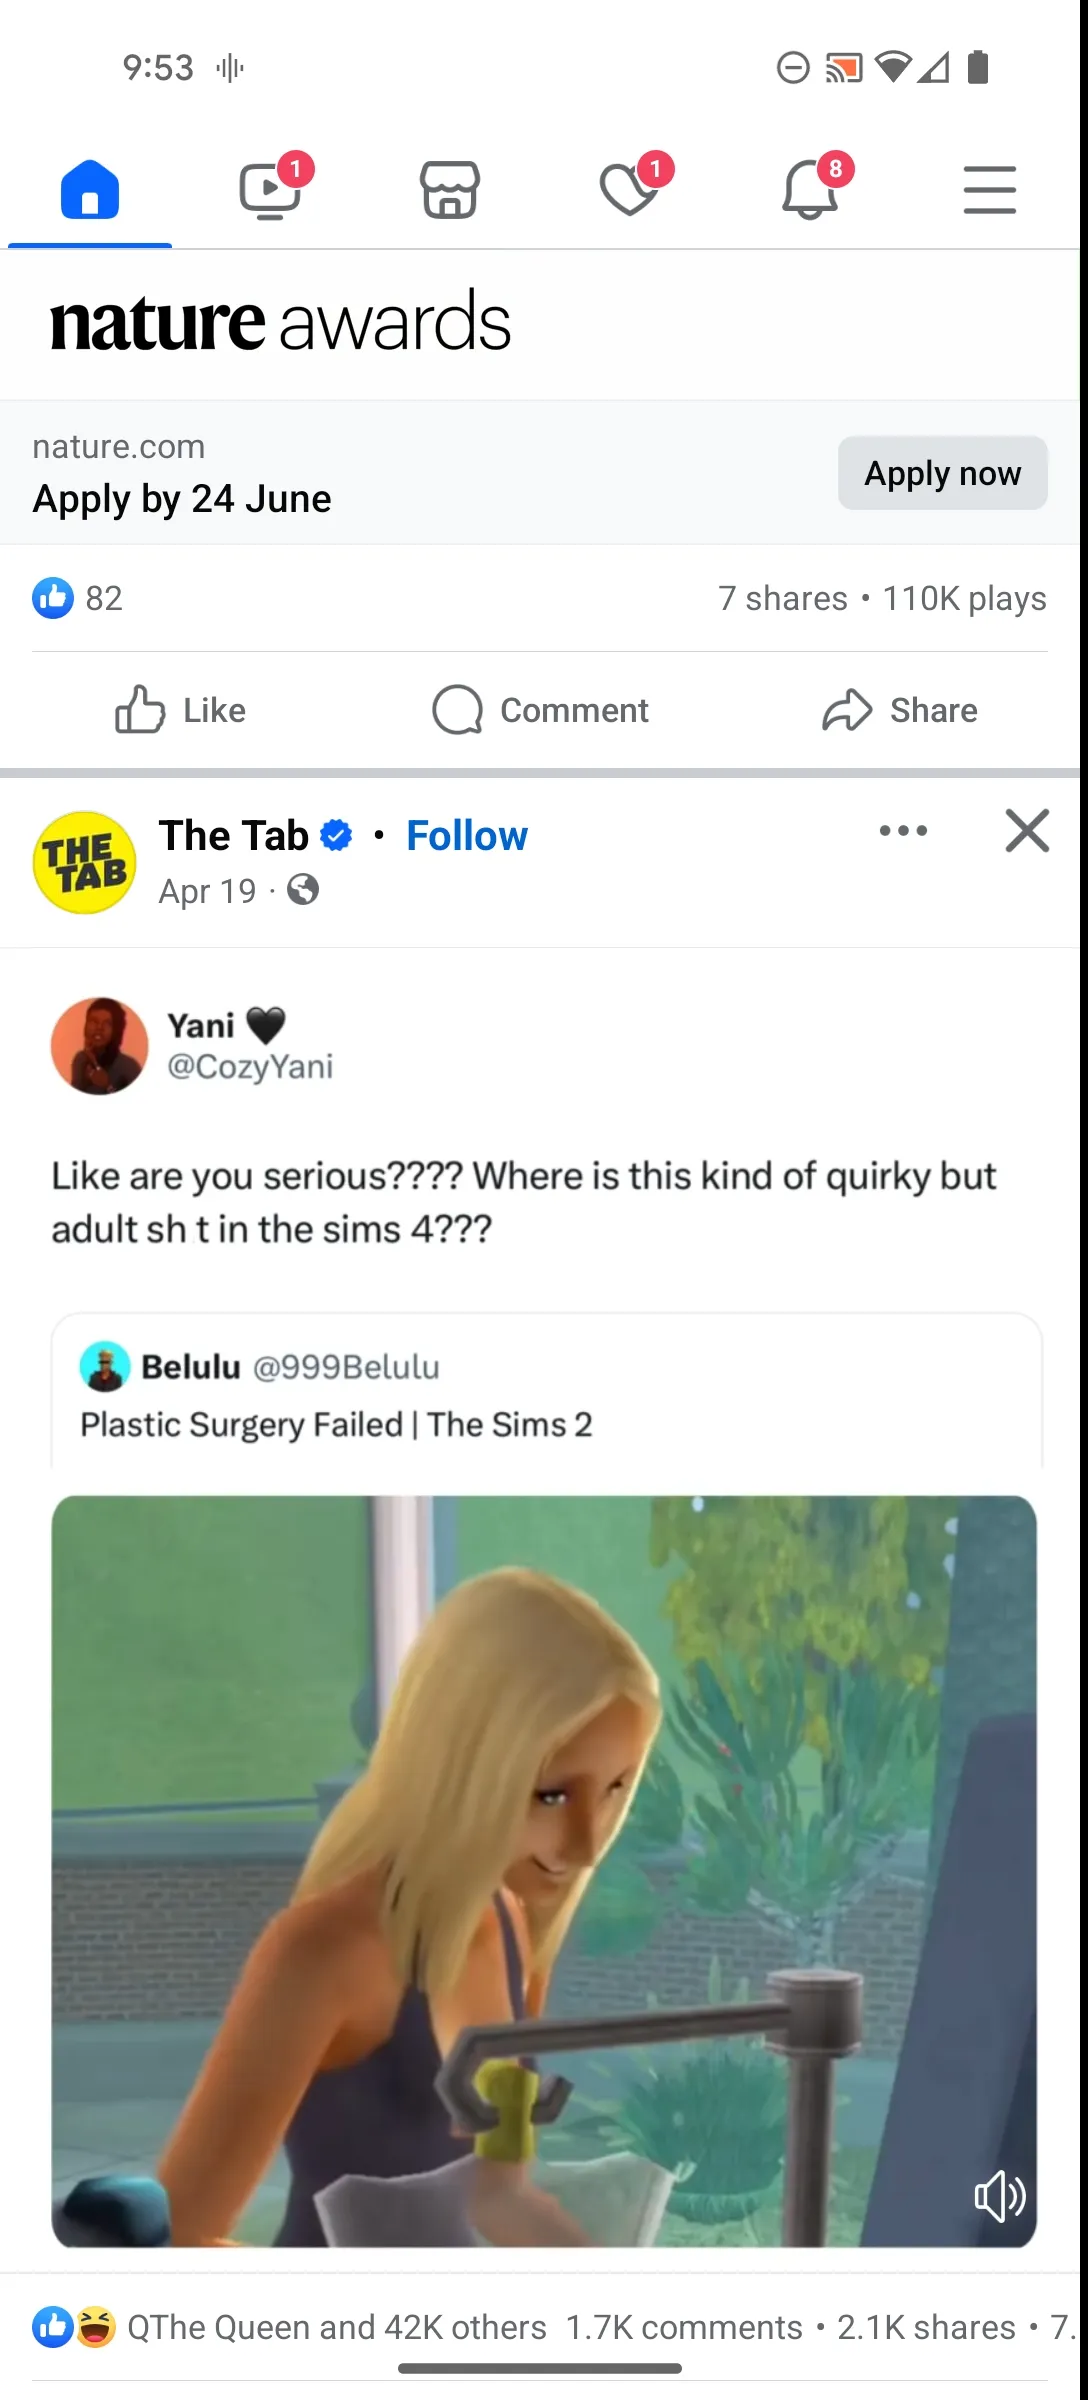 9:53
1
1
8
nature awards
nature.com
Apply by 24 June
Apply now
82
7 shares • 110K plays
Like
Comment
Share
THE TAB
The Tab • Follow
Apr 19 ·
Yani 🖤
@CozyYani
Like are you serious???? Where is this kind of quirky but
adult sh t in the sims 4???
Belulu @999Belulu
Plastic Surgery Failed | The Sims 2
QThe Queen and 42K others 1.7K comments • 2.1K shares • 7.